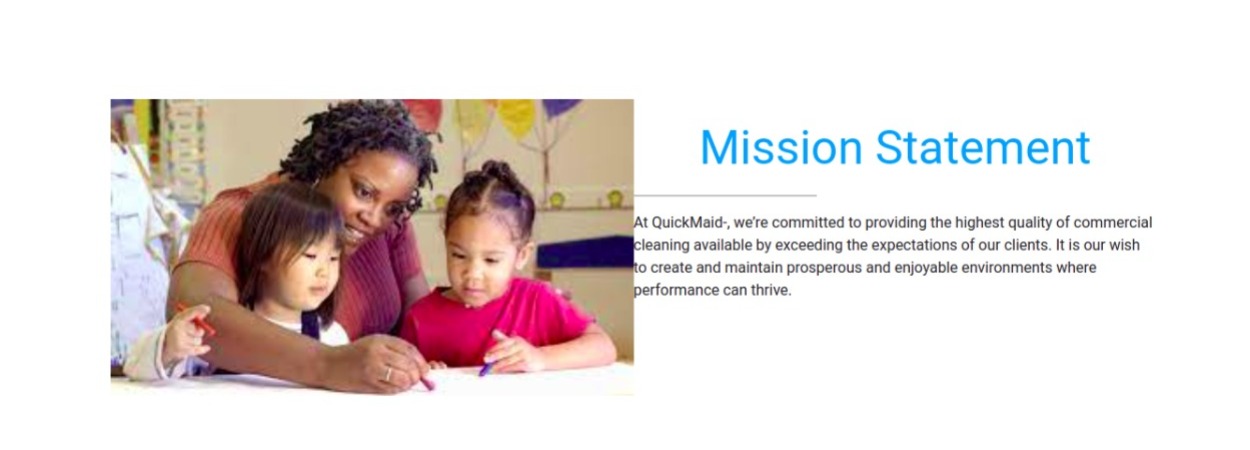 Mission Statement
At QuickMaid-, we're committed to providing the highest quality of commercial
cleaning available by exceeding the expectations of our clients. It is our wish
to create and maintain prosperous and enjoyable environments where
performance can thrive.